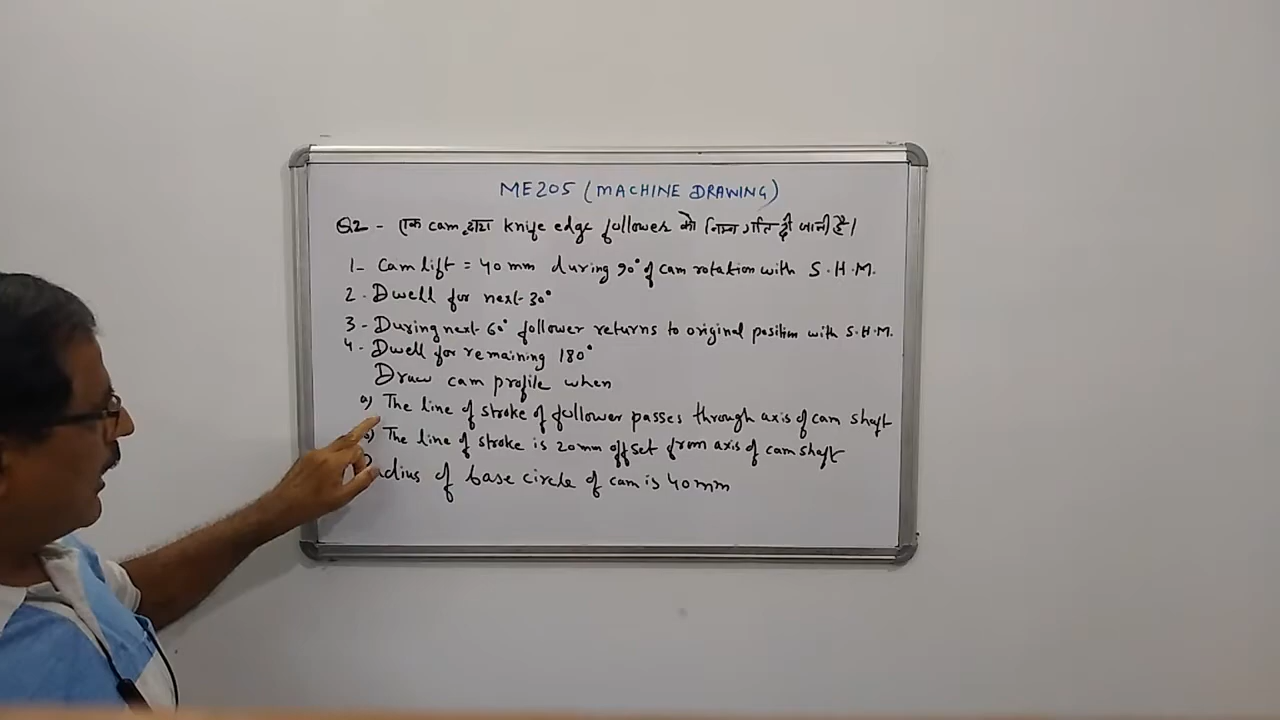 ME205 (MACHINE DRAWING)
Q2 - एक cam द्वारा knife edge follower को निम्न गति दी जाती है।
1- Cam lift = 40 mm during 90° of cam rotation with S.H.M.
2. Dwell for next 30°
3- During next 60° follower returns to original position with S.H.M.
4- Dwell for remaining 180°
Draw cam profile when
a) The line of stroke of follower passes through axis of cam shaft
The line of stroke is 20mm offset from axis of cam shaft
Radius of base circle of cam is 40mm